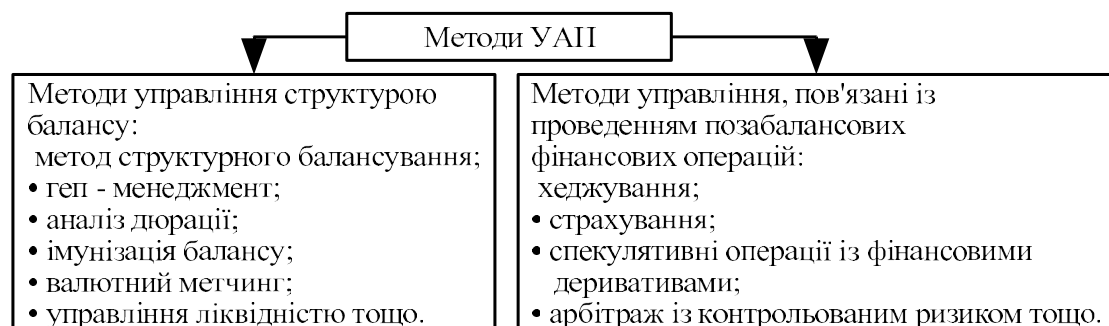 Методи УАП
Методи управління структурою
балансу:
метод структурного балансування;
• геп - менеджмент;
• аналіз дюрації;
• імунізація балансу;
• валютний метчинг;
• управління ліквідністю тощо.
Методи управління, пов'язані із
проведенням позабалансових
фінансових операцій:
хеджування;
• страхування;
• спекулятивні операції із фінансовими
деривативами;
• арбітраж із контрольованим ризиком тощо.